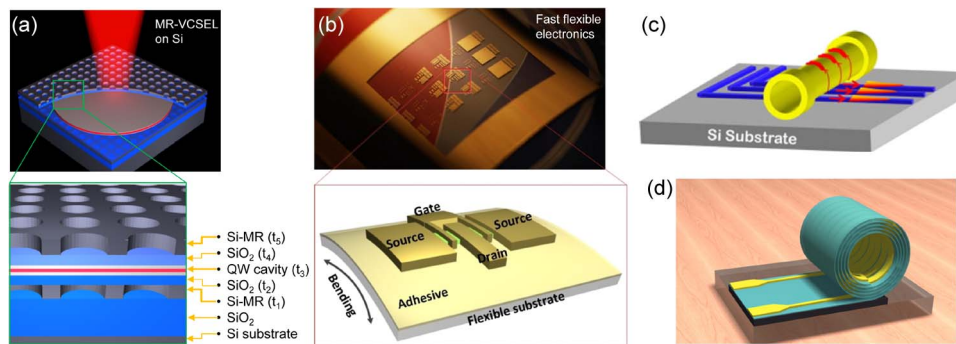 (a)
MR-VCSEL
on Si
• Si-MR (t₅)
• SiO₂ (t₄)
• QW cavity (t₃)
• SiO₂ (t₂)
• Si-MR (t₁)
• SiO₂
• Si substrate
(b)
Fast flexible
electronics
Gate
Source
Source
Drain
Adhesive
Bending
Flexible substrate
(c)
Si Substrate
(d)